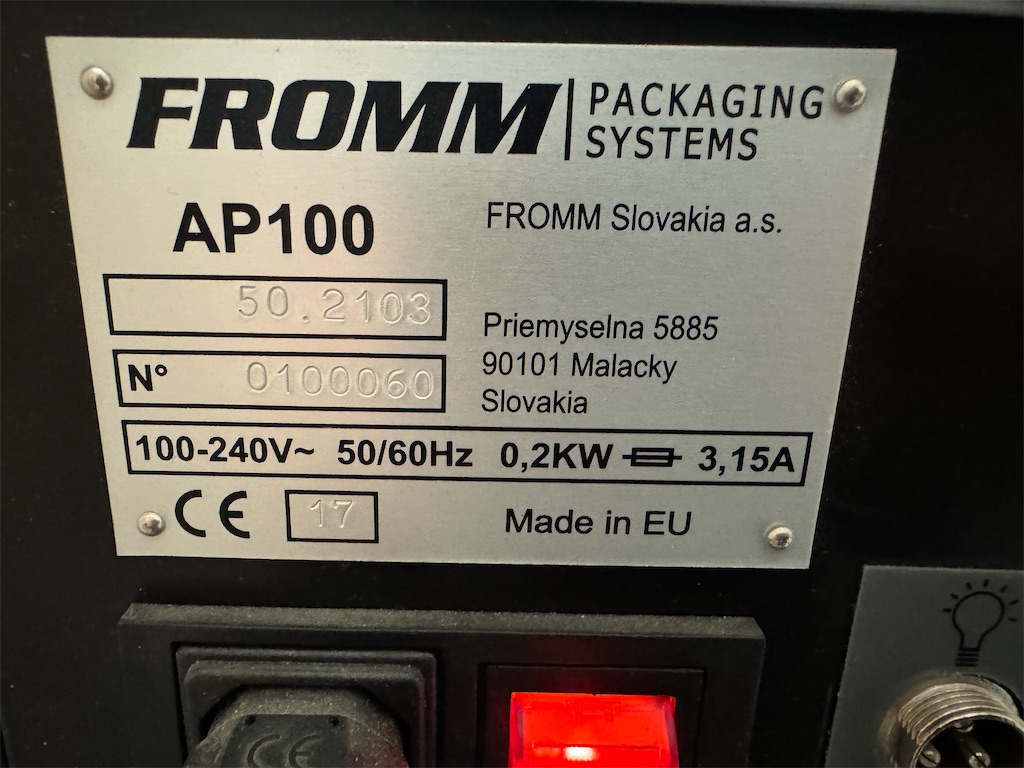 FROMM PACKAGING
SYSTEMS
AP100
FROMM Slovakia a.s.
50.2103
N° 0100060
Priemyselna 5885
90101 Malacky
Slovakia
100-240V~ 50/60Hz 0,2KW 3,15A
CE 17
Made in EU
CE